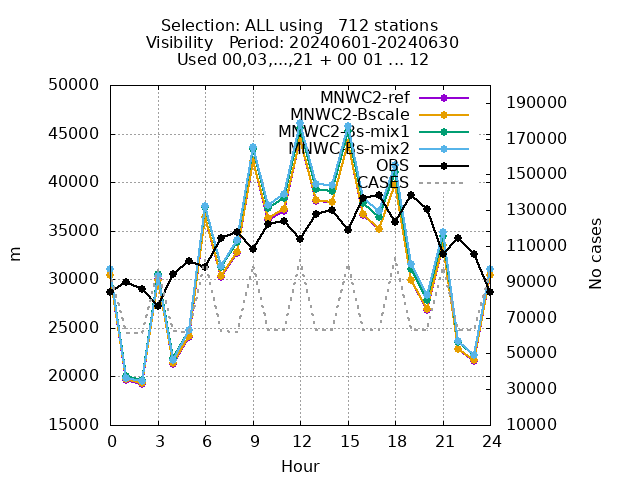 Selection: ALL using   712 stations
Visibility   Period: 20240601-20240630
Used 00,03,...,21 + 00 01 ... 12
50000
45000
40000
35000
30000
25000
20000
15000
190000
170000
150000
130000
110000
90000
70000
50000
30000
10000
MNWC2-ref
MNWC2-Bscale
MNWC2-Bs-mix1
MNWC2-Bs-mix2
OBS
CASES
m
No cases
0 3 6 9 12 15 18 21 24
Hour